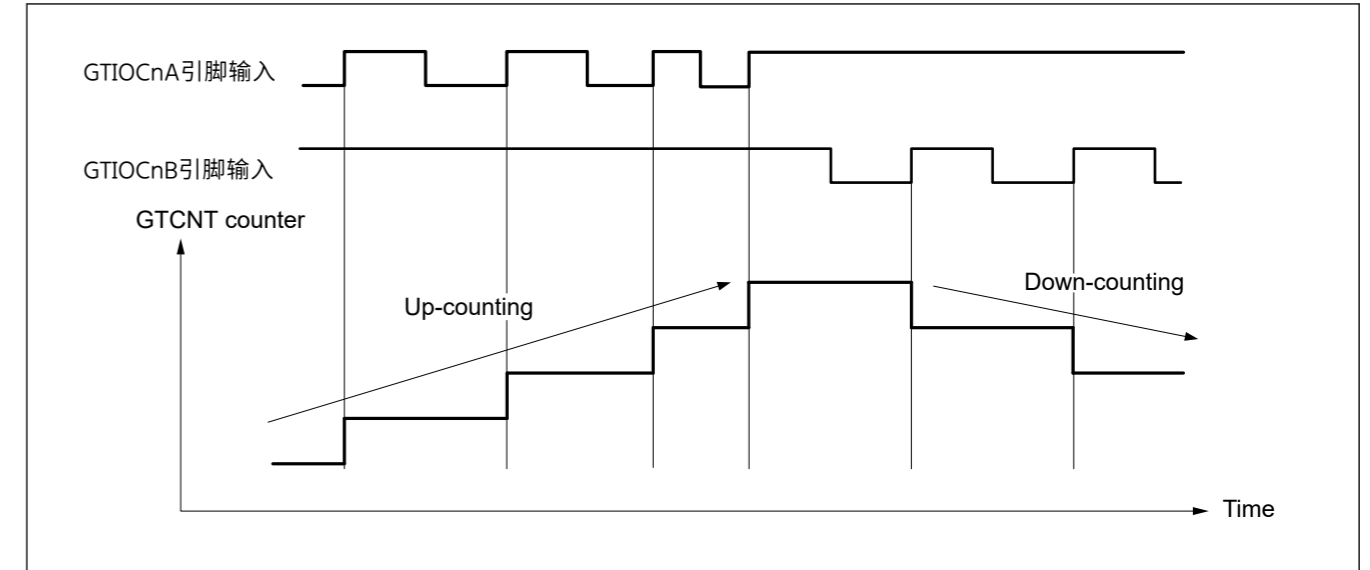 GTIOCnA引脚输入
GTIOCnB引脚输入
GTCNT counter
Up-counting
Down-counting
Time